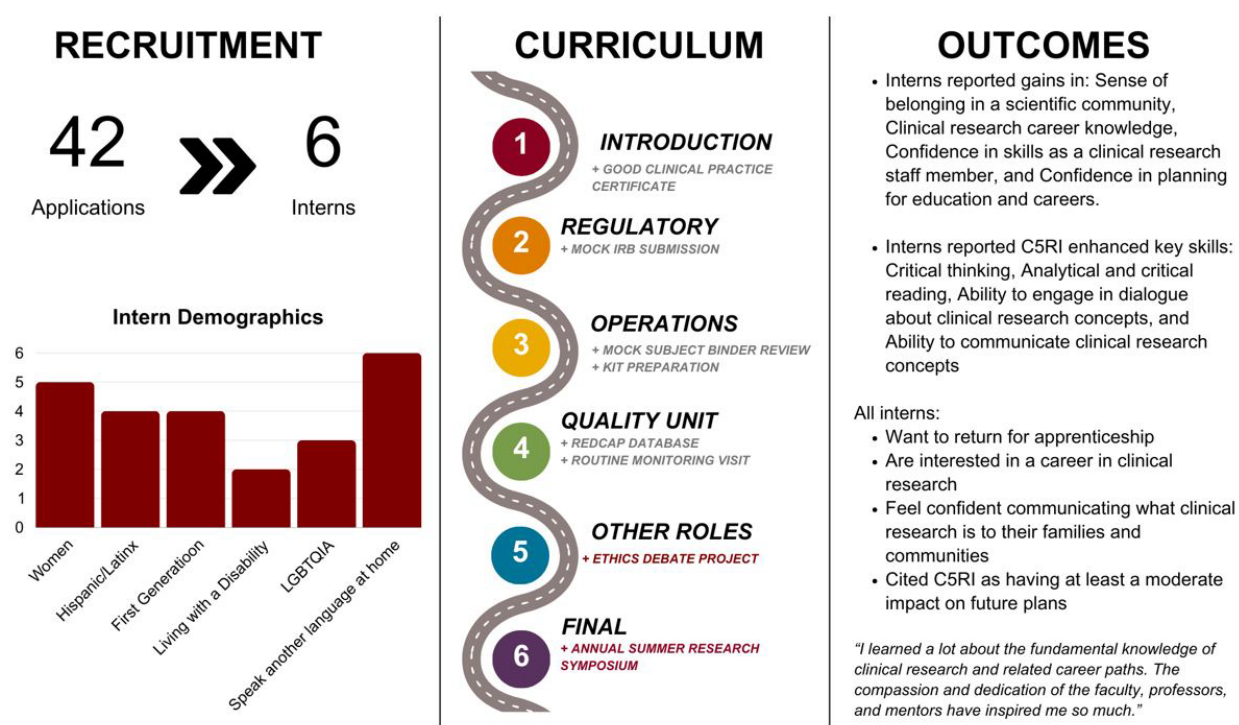 RECRUITMENT
42
6
Applications
Interns
Intern Demographics
6
5
4
3
2
1
0
Women
Hispanic/Latinx
First Generatioon
Living with a Disability
LGBTQIA
Speak another language at home
CURRICULUM
1
INTRODUCTION
+ GOOD CLINICAL PRACTICE
CERTIFICATE
2
REGULATORY
+ MOCK IRB SUBMISSION
3
OPERATIONS
+ MOCK SUBJECT BINDER REVIEW
+ KIT PREPARATION
4
QUALITY UNIT
+ REDCAP DATABASE
+ ROUTINE MONITORING VISIT
5
OTHER ROLES
+ ETHICS DEBATE PROJECT
6
FINAL
+ ANNUAL SUMMER RESEARCH
SYMPOSIUM
OUTCOMES
• Interns reported gains in: Sense of
belonging in a scientific community,
Clinical research career knowledge,
Confidence in skills as a clinical research
staff member, and Confidence in planning
for education and careers.
• Interns reported C5RI enhanced key skills:
Critical thinking, Analytical and critical
reading, Ability to engage in dialogue
about clinical research concepts, and
Ability to communicate clinical research
concepts
All interns:
• Want to return for apprenticeship
• Are interested in a career in clinical
research
• Feel confident communicating what clinical
research is to their families and
communities
• Cited C5RI as having at least a moderate
impact on future plans
“I learned a lot about the fundamental knowledge of
clinical research and related career paths. The
compassion and dedication of the faculty, professors,
and mentors have inspired me so much.”